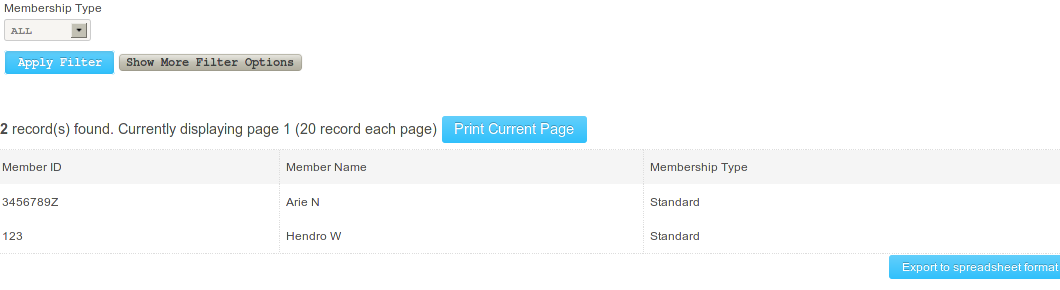 Membership Type
ALL
Apply Filter Show More Filter Options
2 record(s) found. Currently displaying page 1 (20 record each page) Print Current Page
Member ID Member Name Membership Type
3456789Z Arie N Standard
123 Hendro W Standard
Export to spreadsheet format